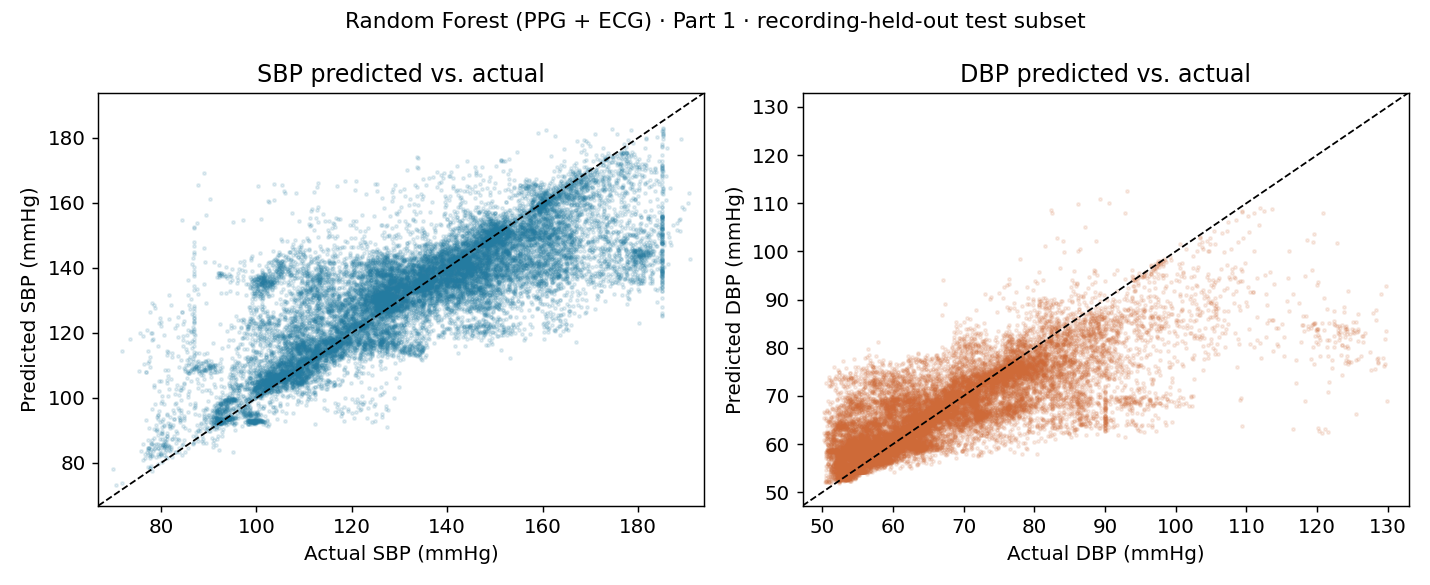 Random Forest (PPG + ECG) · Part 1 · recording-held-out test subset
SBP predicted vs. actual
Predicted SBP (mmHg)
180
160
140
120
100
80
80 100 120 140 160 180
Actual SBP (mmHg)
DBP predicted vs. actual
Predicted DBP (mmHg)
130
120
110
100
90
80
70
60
50
50 60 70 80 90 100 110 120 130
Actual DBP (mmHg)